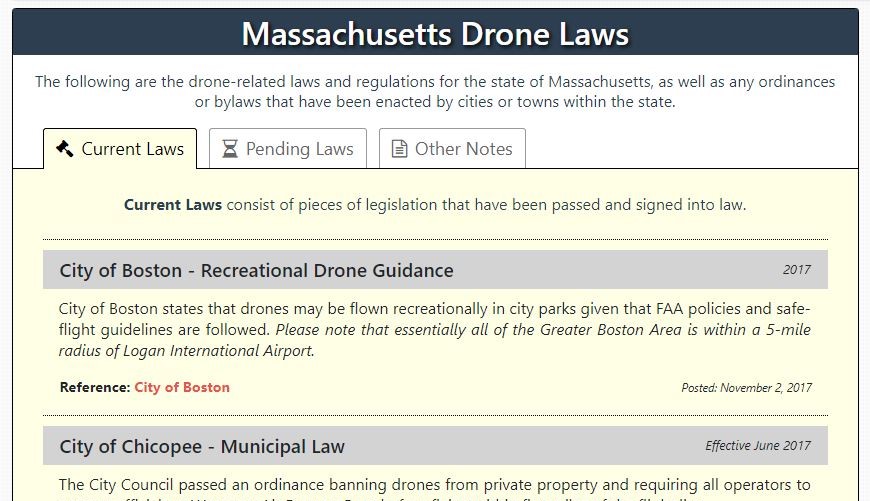 Massachusetts Drone Laws
The following are the drone-related laws and regulations for the state of Massachusetts, as well as any ordinances
or bylaws that have been enacted by cities or towns within the state.
Current Laws
Pending Laws
Other Notes
Current Laws consist of pieces of legislation that have been passed and signed into law.
City of Boston - Recreational Drone Guidance
2017
City of Boston states that drones may be flown recreationally in city parks given that FAA policies and safe-
flight guidelines are followed. Please note that essentially all of the Greater Boston Area is within a 5-mile
radius of Logan International Airport.
Reference: City of Boston
Posted: November 2, 2017
City of Chicopee - Municipal Law
Effective June 2017
The City Council passed an ordinance banning drones from private property and requiring all operators to